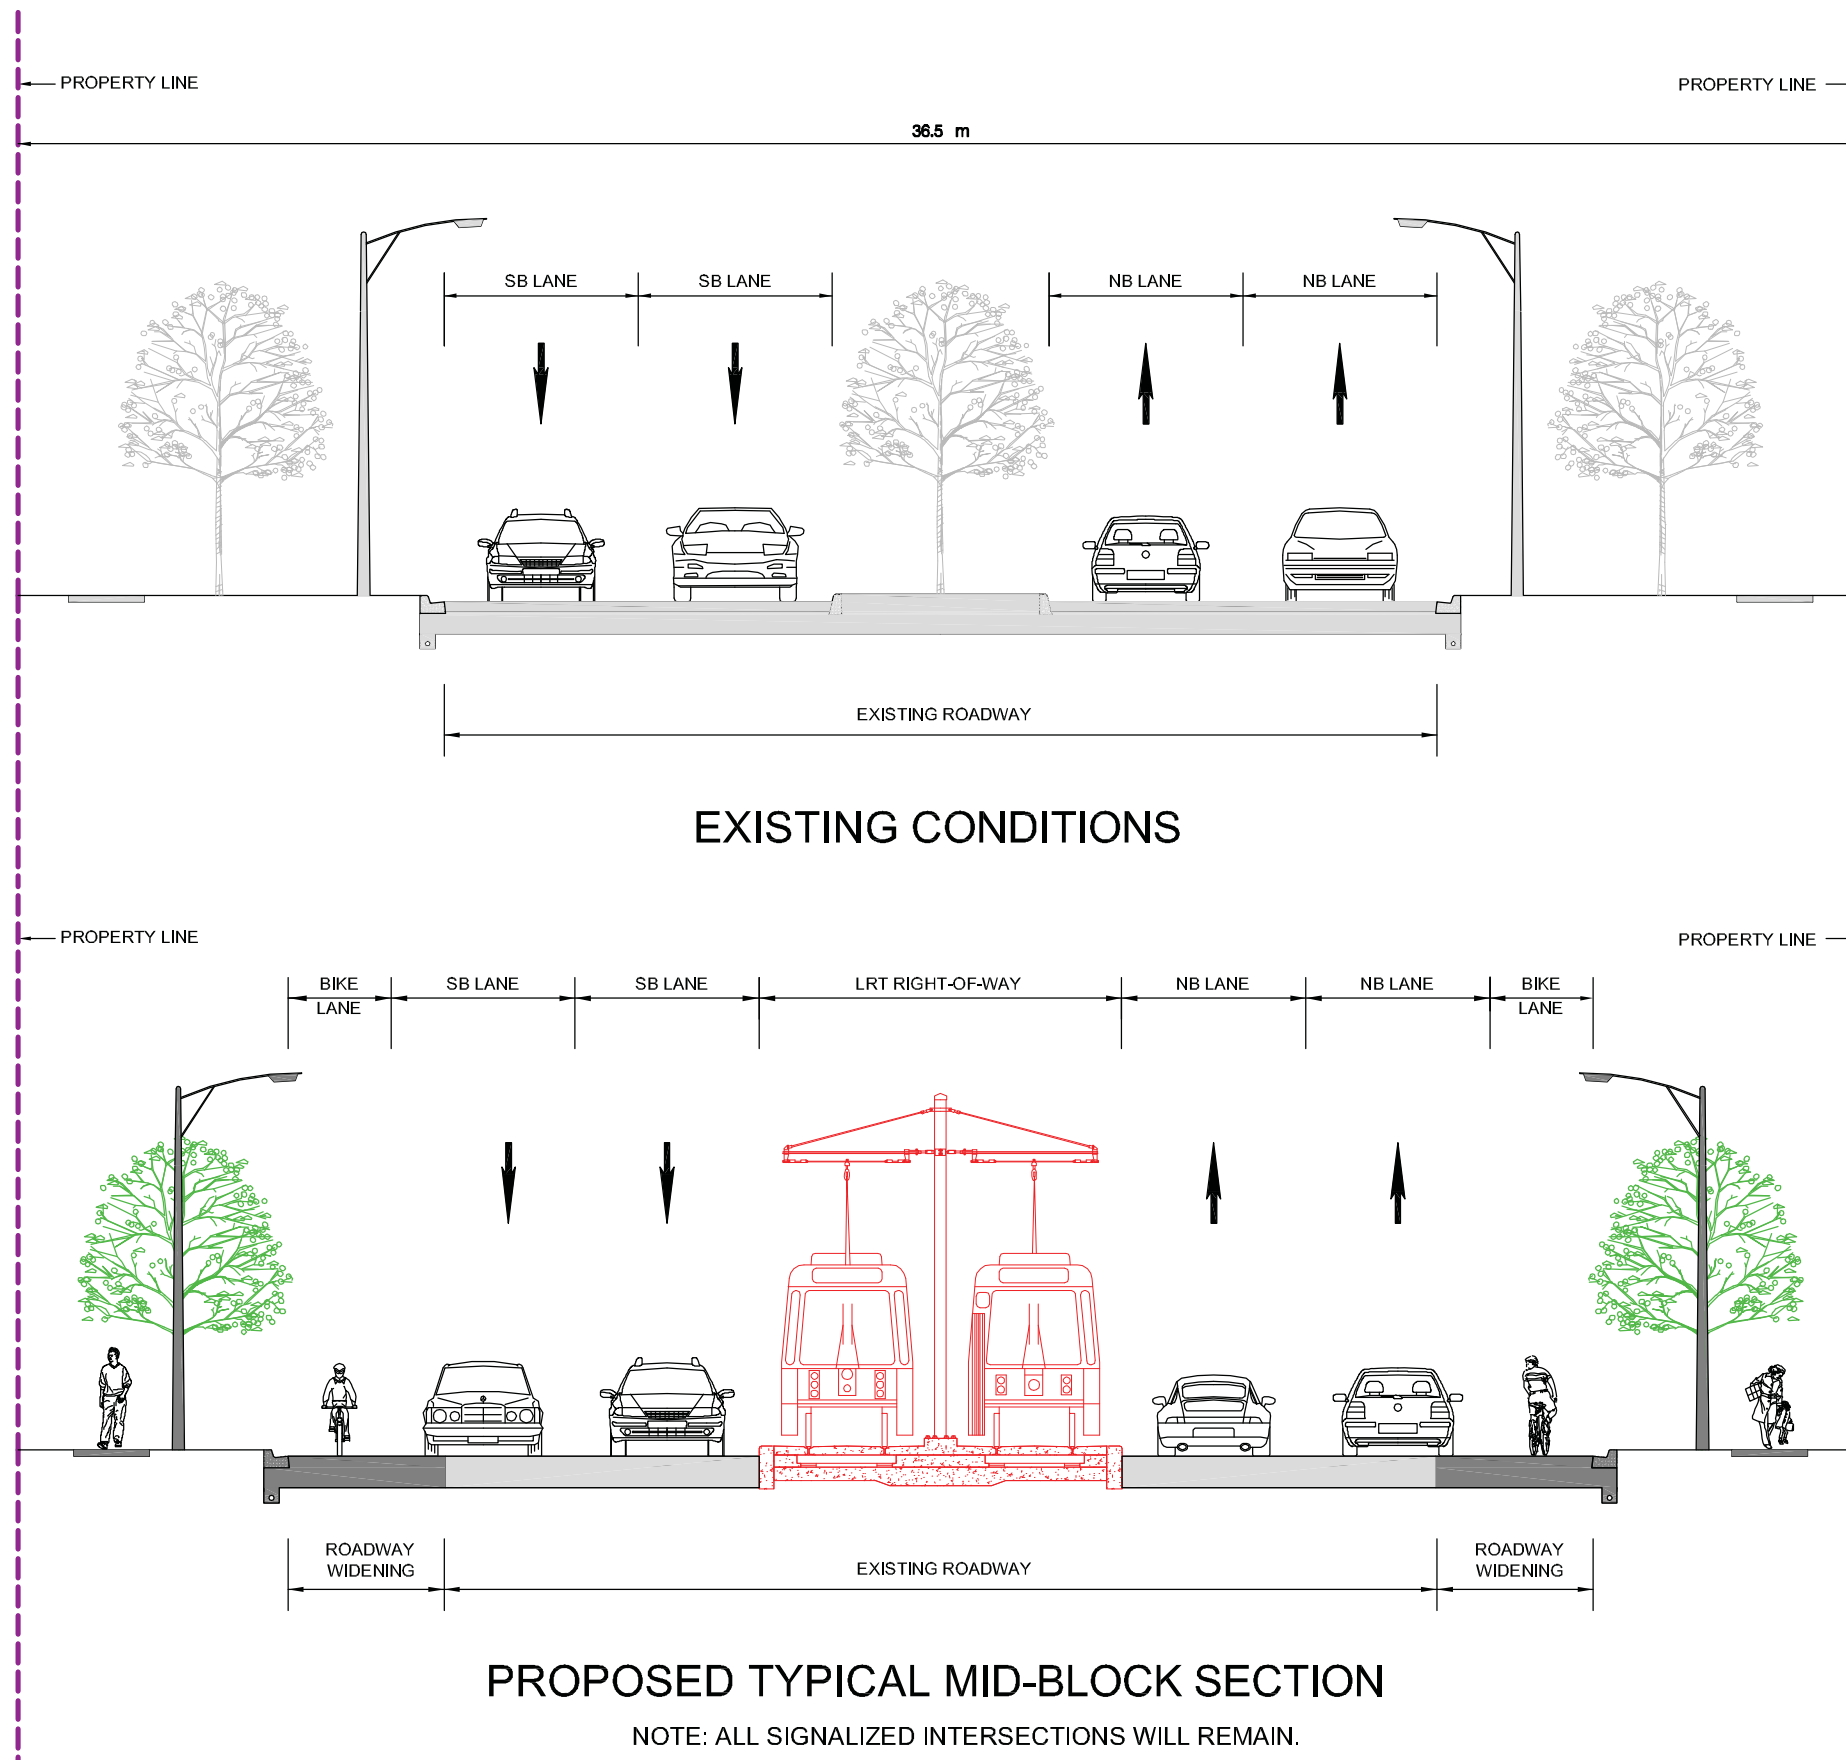 PROPERTY LINE
PROPERTY LINE
36.5 m
SB LANE
SB LANE
NB LANE
NB LANE
EXISTING ROADWAY
EXISTING CONDITIONS
PROPERTY LINE
PROPERTY LINE
BIKE
LANE
SB LANE
SB LANE
LRT RIGHT-OF-WAY
NB LANE
NB LANE
BIKE
LANE
ROADWAY
WIDENING
EXISTING ROADWAY
ROADWAY
WIDENING
PROPOSED TYPICAL MID-BLOCK SECTION
NOTE: ALL SIGNALIZED INTERSECTIONS WILL REMAIN.